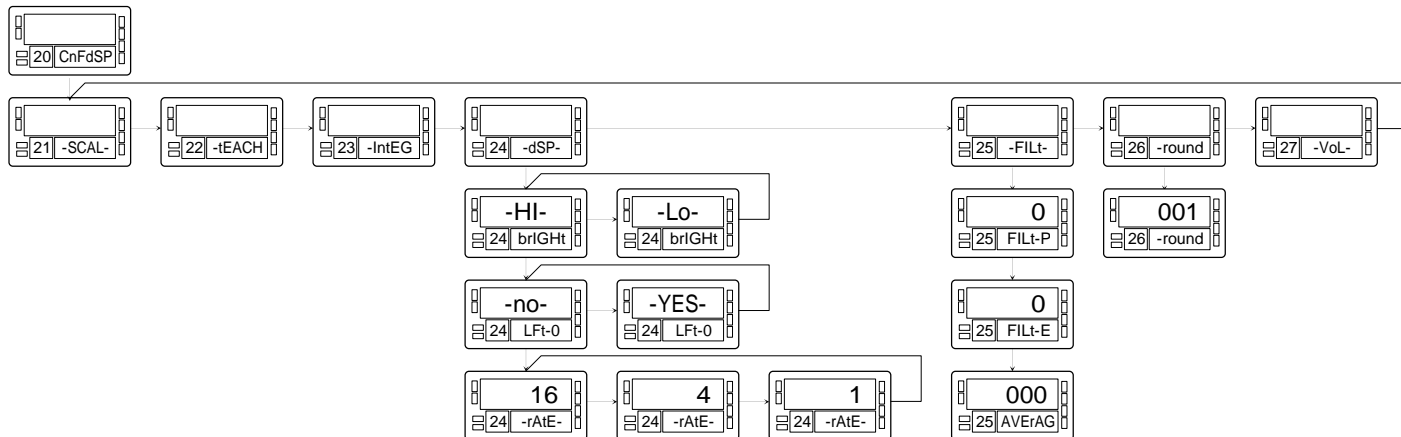 20 CnFdSP
21 -SCAL- 22 -tEACH 23 -IntEG 24 -dSP- 25 -FILt- 26 -round 27 -VoL-
-HI- -Lo- 0 001
24 brIGHt 24 brIGHt 25 FILt-P 26 -round
-no- -YES- 0
24 LFt-0 24 LFt-0 25 FILt-E
16 4 1 000
24 -rAtE- 24 -rAtE- 24 -rAtE- 25 AVErAG